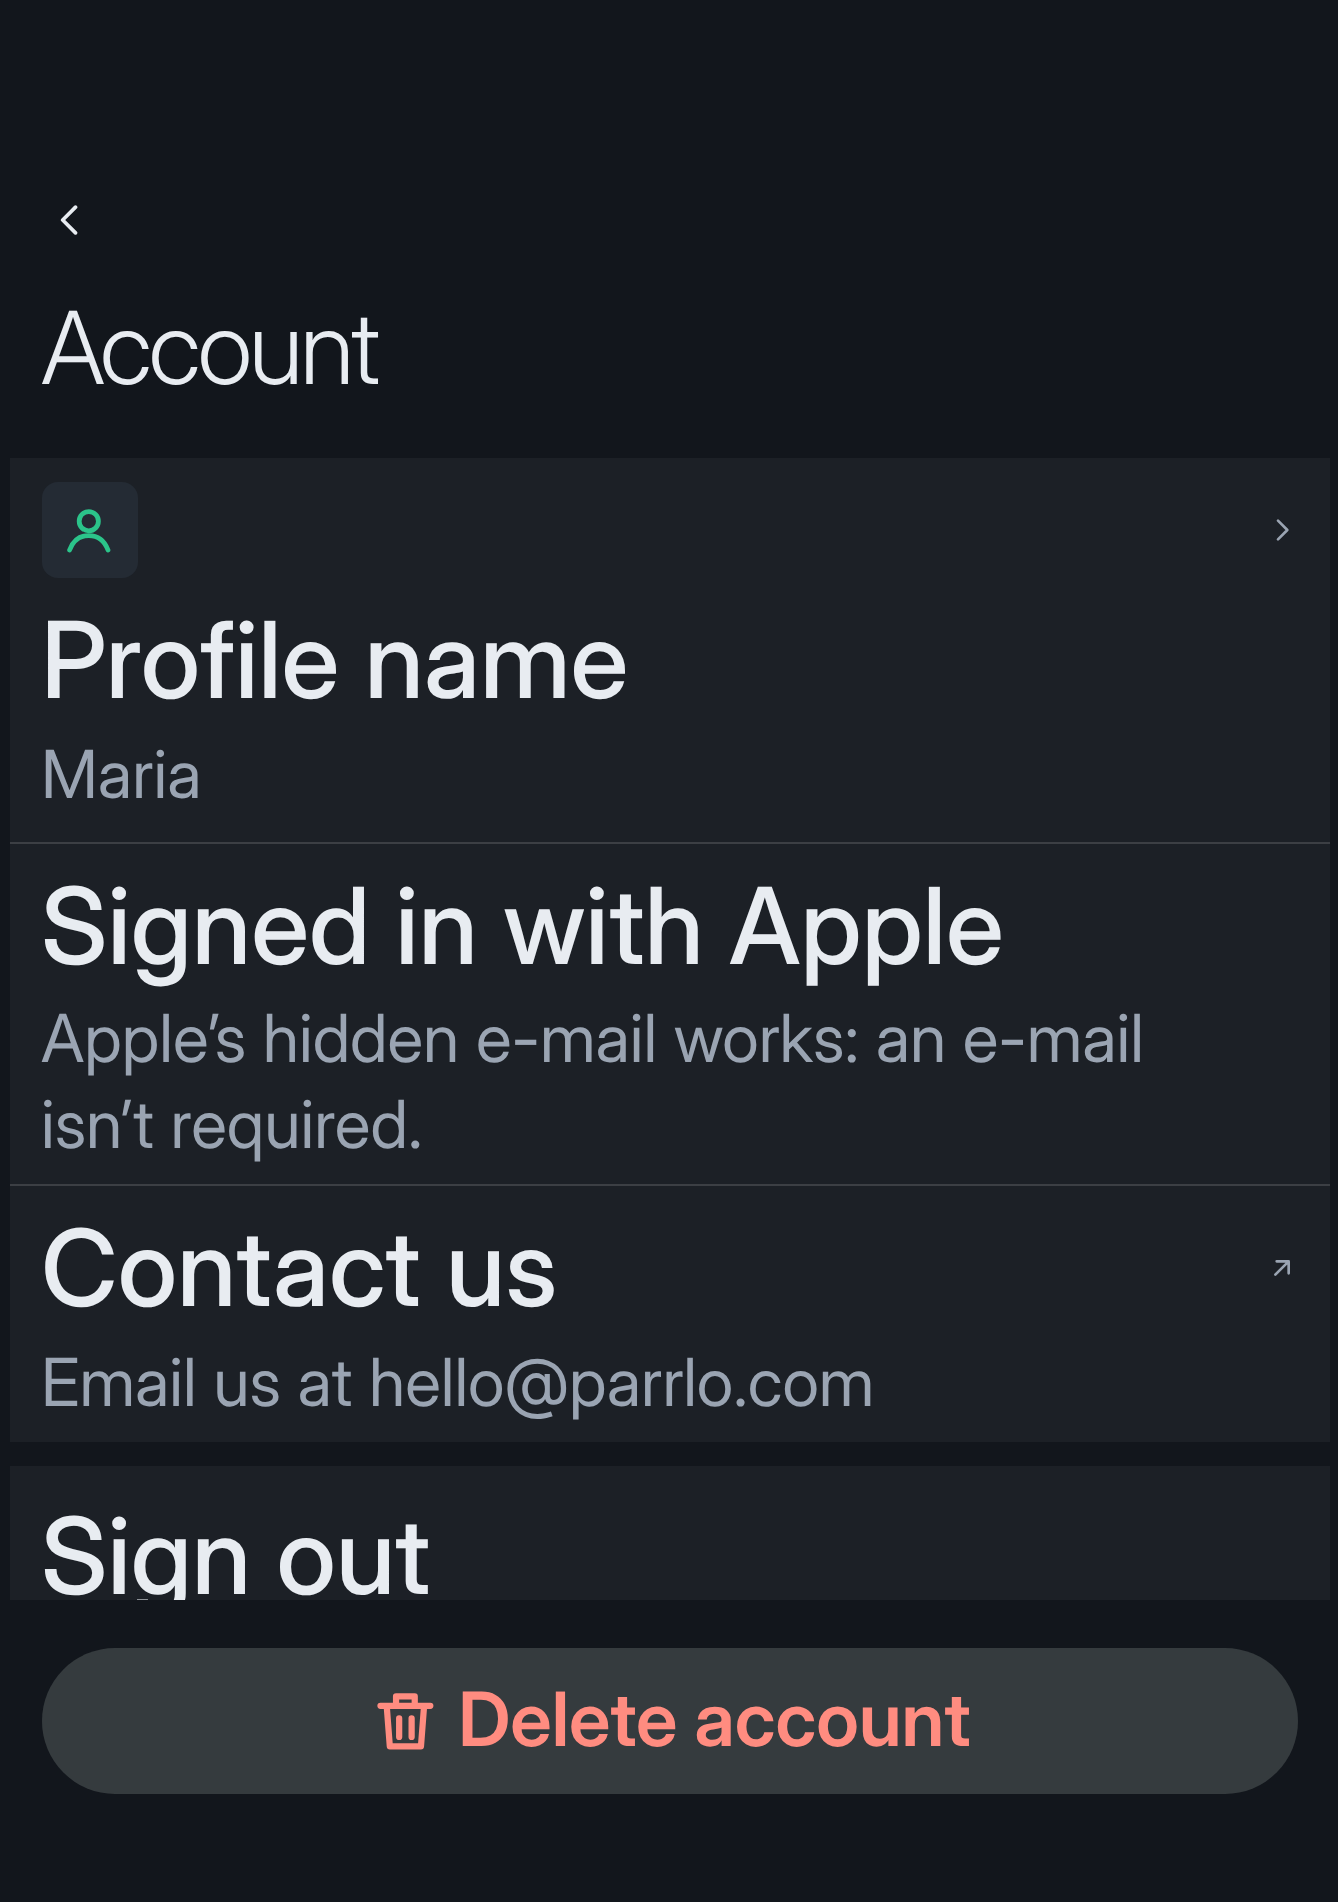 Account
Profile name
Maria
Signed in with Apple
Apple’s hidden e-mail works: an e-mail
isn’t required.
Contact us
Email us at hello@parrlo.com
Sign out
Delete account